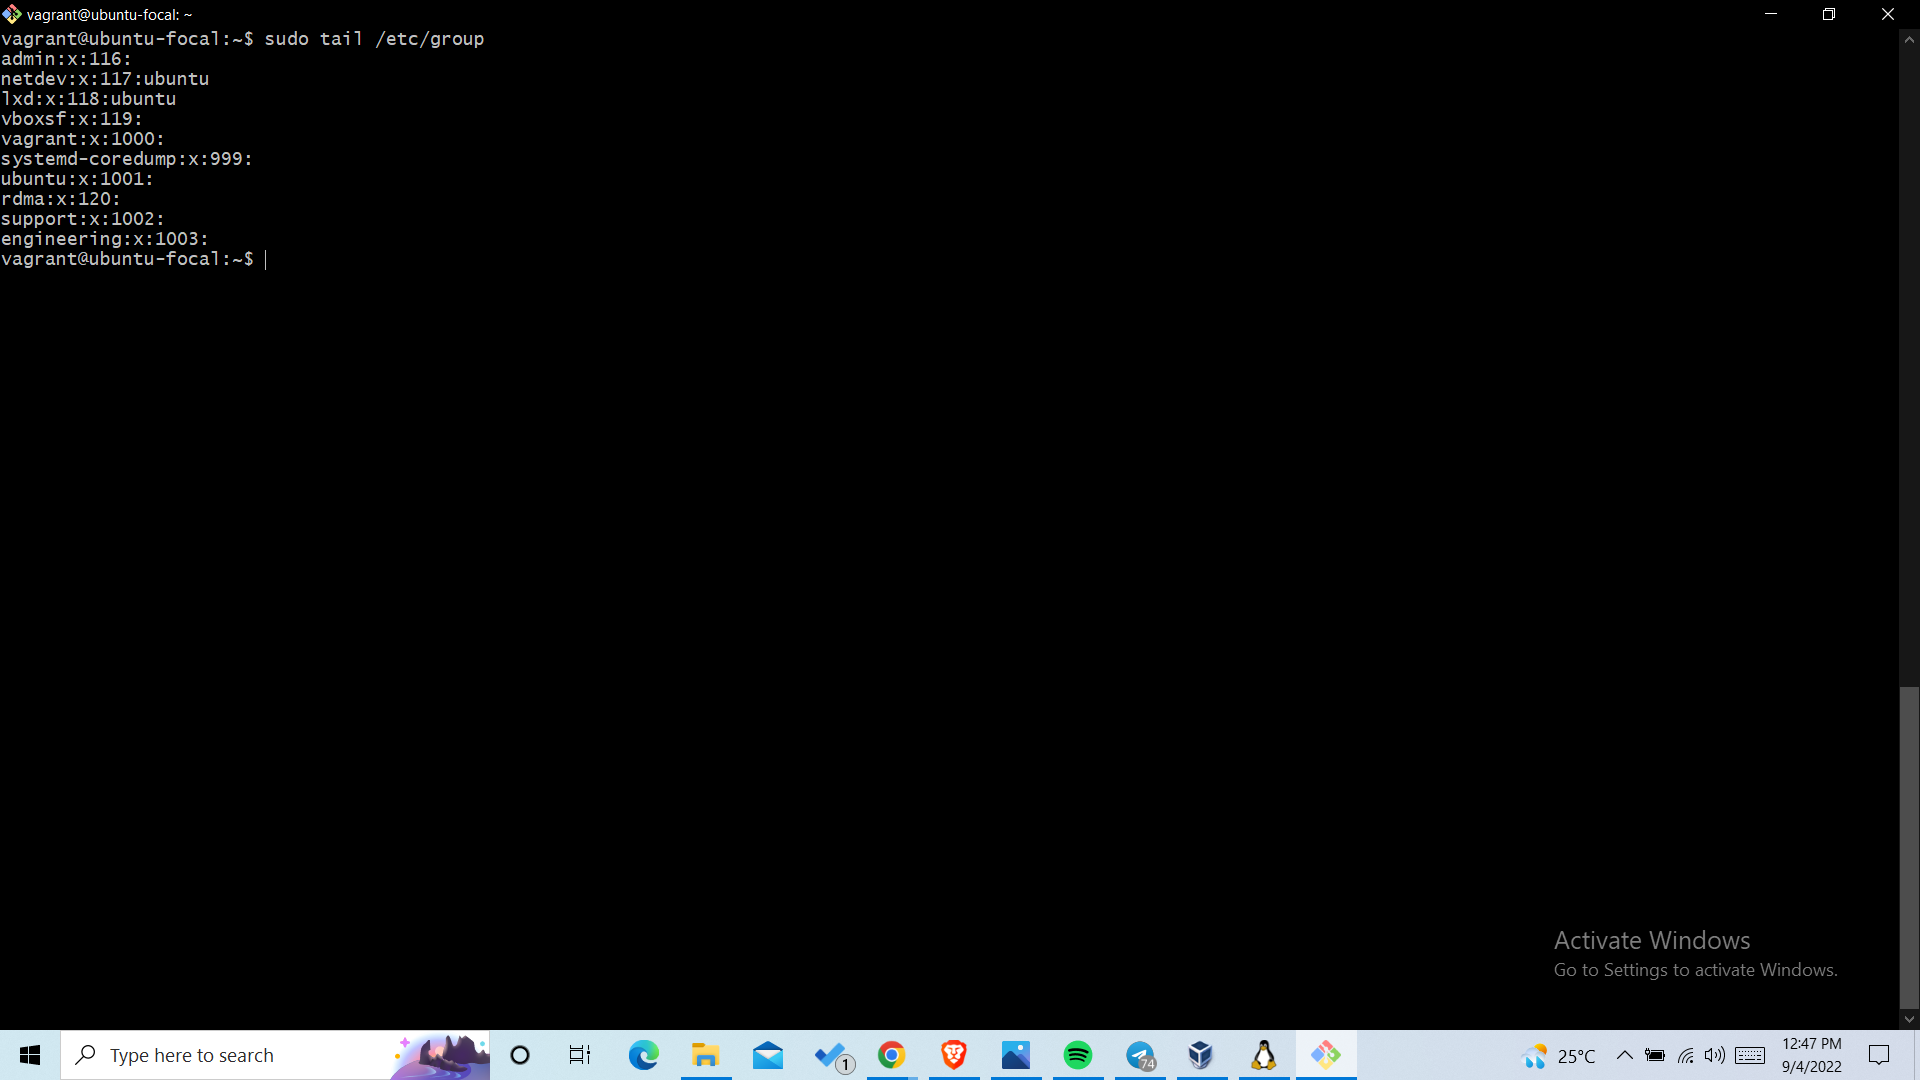 vagrant@ubuntu-focal: ~
vagrant@ubuntu-focal:~$ sudo tail /etc/group
admin:x:116:
netdev:x:117:ubuntu
lxd:x:118:ubuntu
vboxsf:x:119:
vagrant:x:1000:
systemd-coredump:x:999:
ubuntu:x:1001:
rdma:x:120:
support:x:1002:
engineering:x:1003:
vagrant@ubuntu-focal:~$
Activate Windows
Go to Settings to activate Windows.
Type here to search
1
74
25°C
12:47 PM
9/4/2022